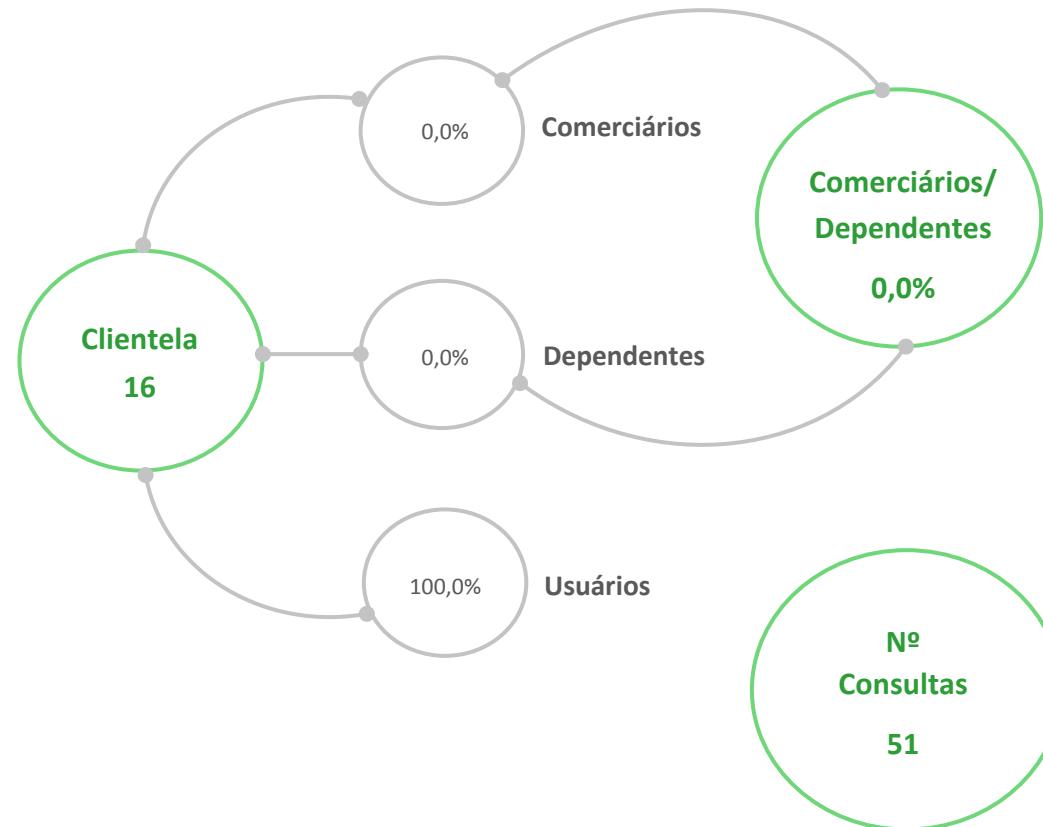 0,0%
Comerciários
Comerciários/
Dependentes
0,0%
Clientela
16
0,0%
Dependentes
100,0%
Usuários
Nº
Consultas
51